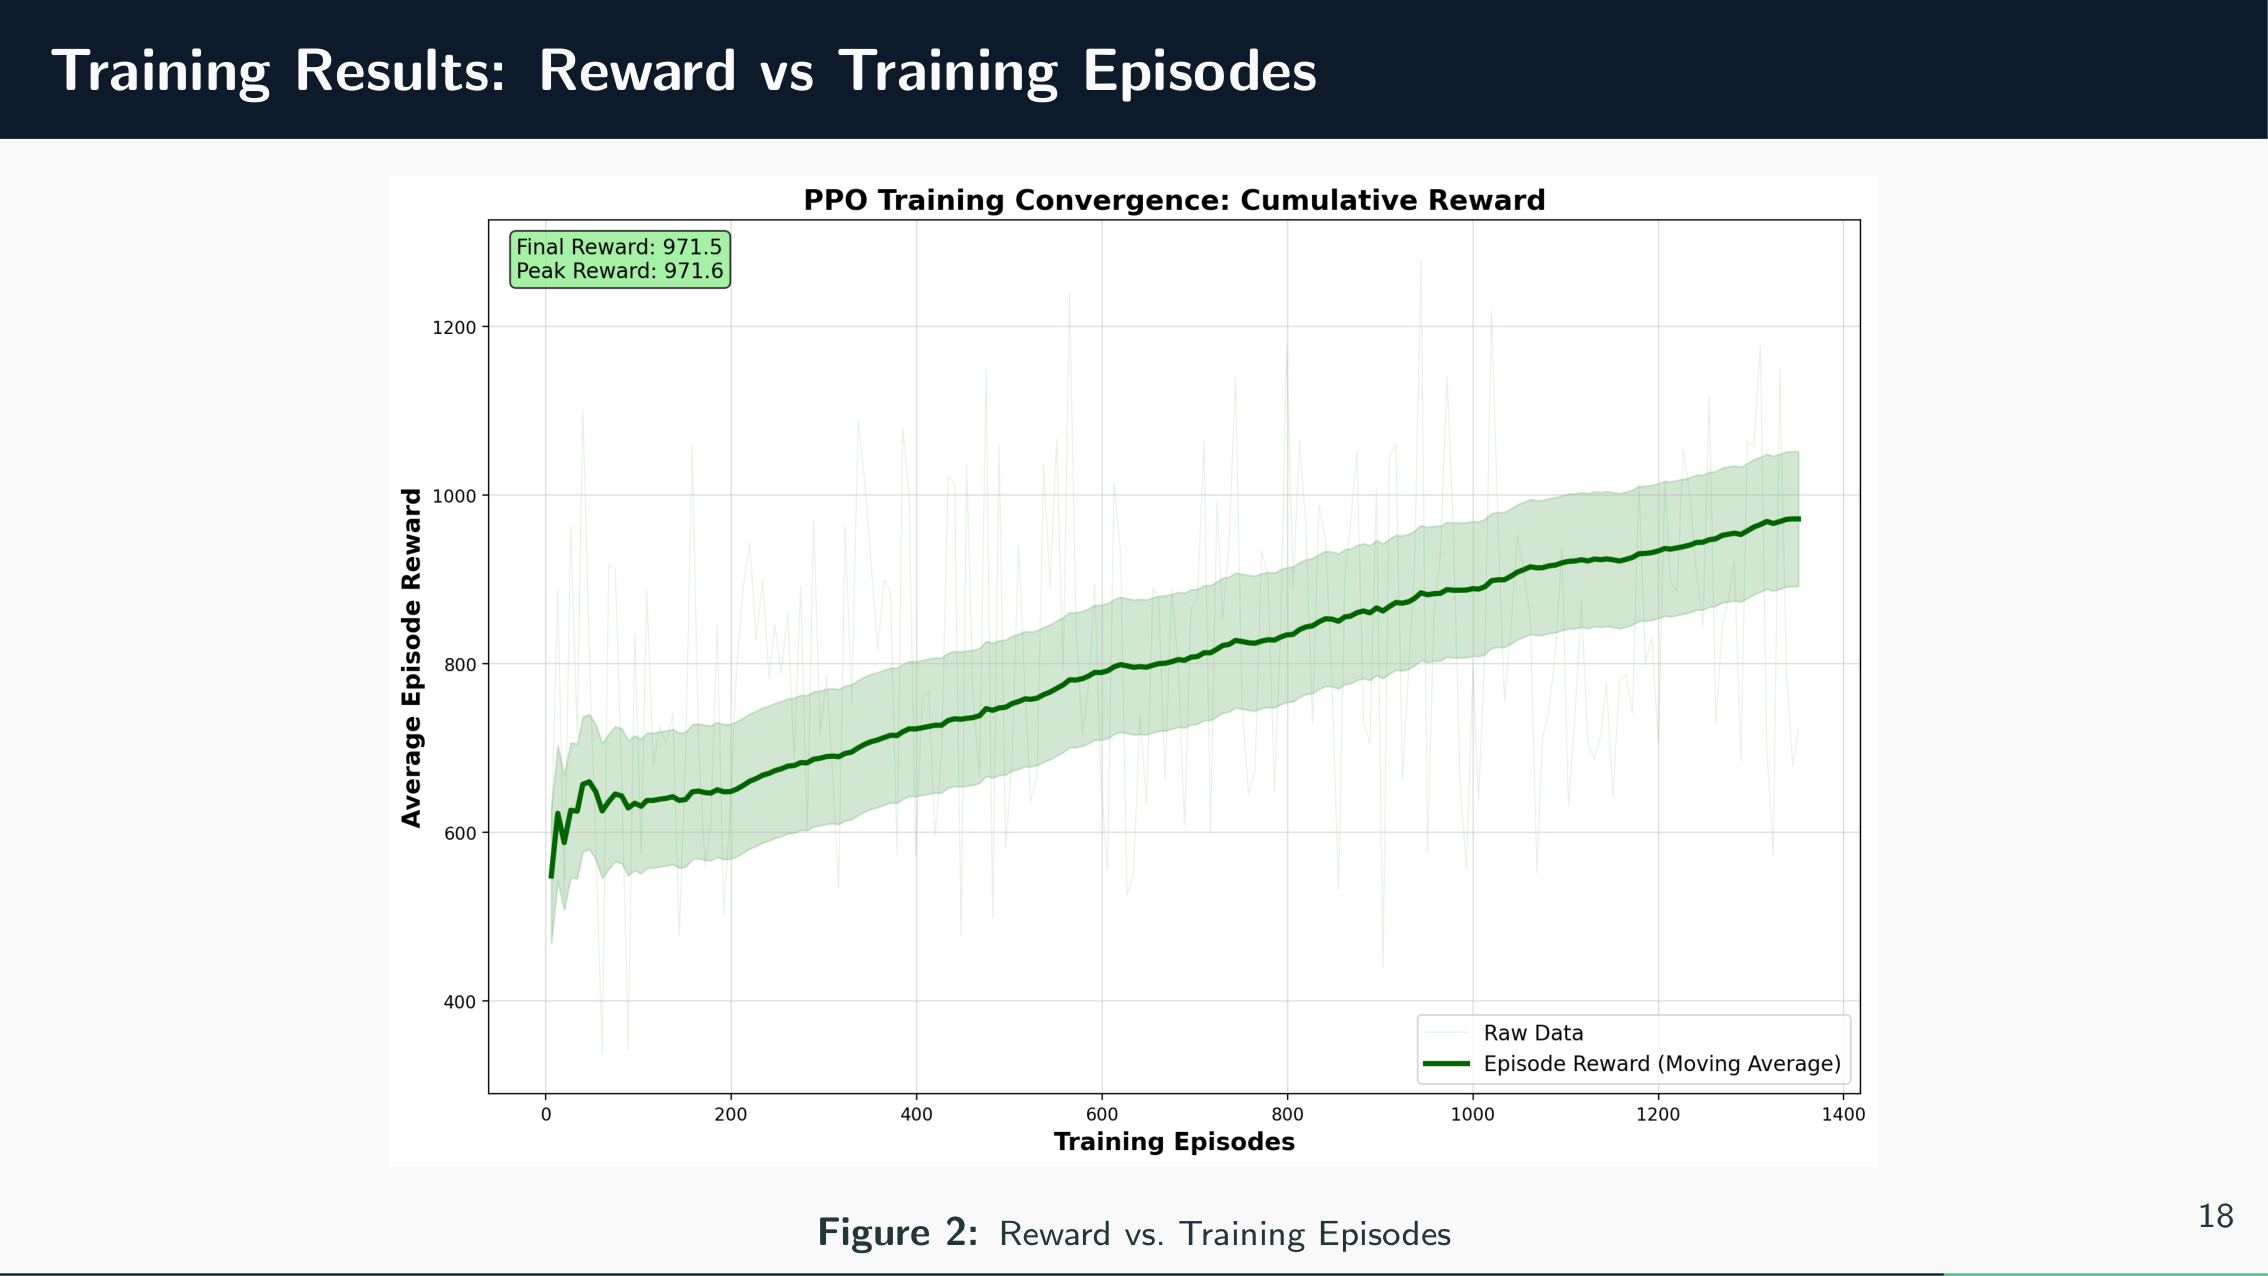 Training Results: Reward vs Training Episodes
PPO Training Convergence: Cumulative Reward
Final Reward: 971.5
Peak Reward: 971.6
1200
1000
800
600
400
Average Episode Reward
Raw Data
Episode Reward (Moving Average)
0 200 400 600 800 1000 1200 1400
Training Episodes
Figure 2: Reward vs. Training Episodes
18